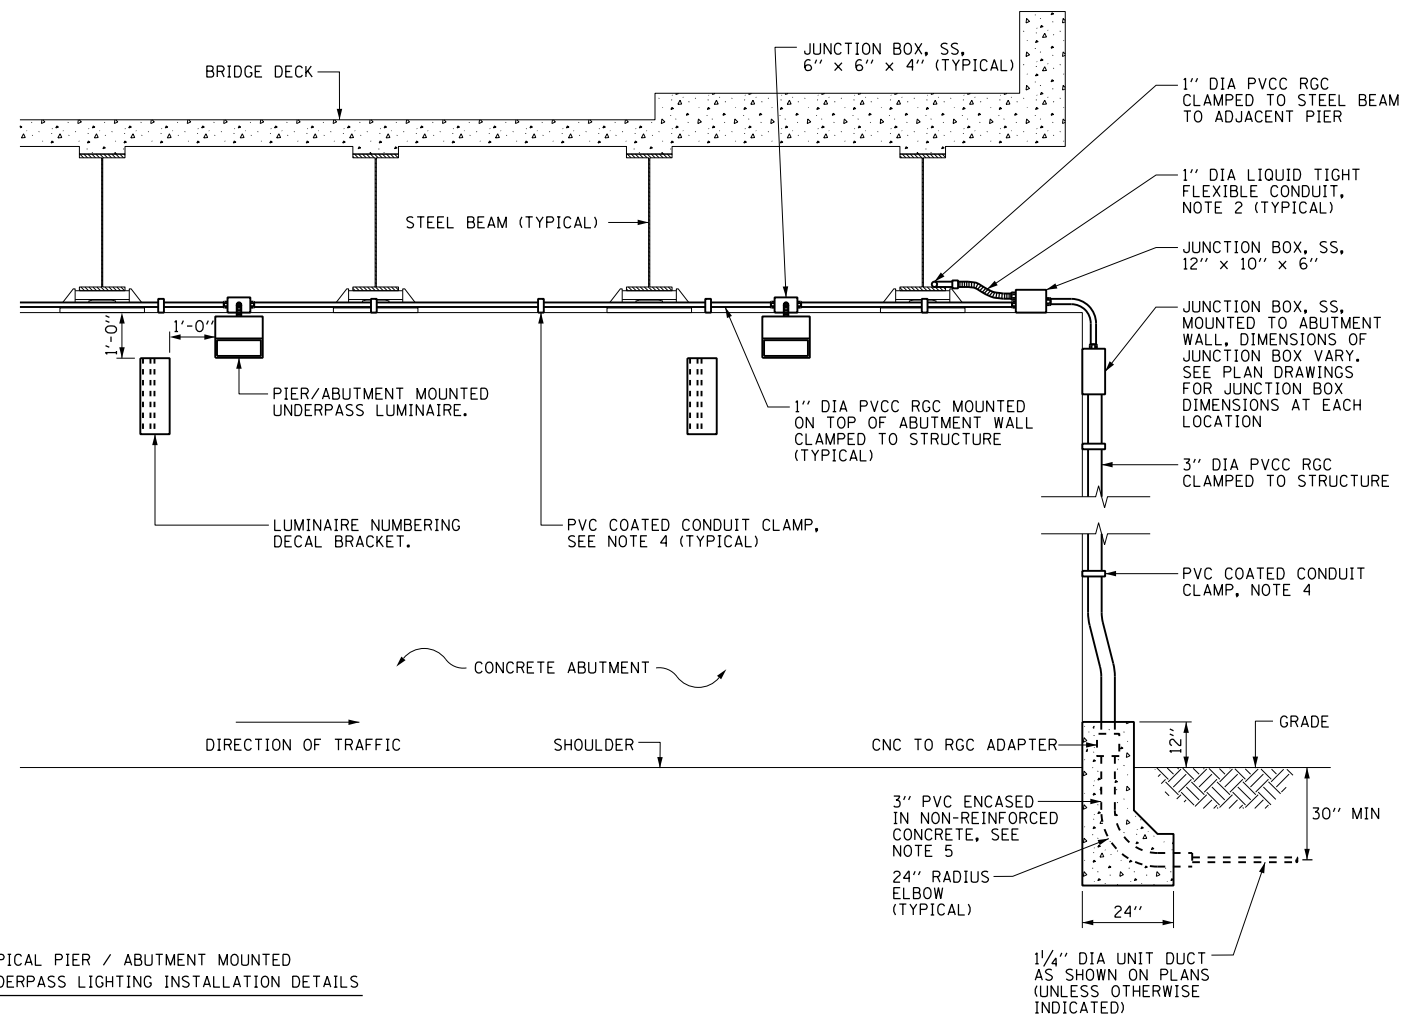 BRIDGE DECK
JUNCTION BOX, SS,
6" x 6" x 4" (TYPICAL)
1" DIA PVCC RGC
CLAMPED TO STEEL BEAM
TO ADJACENT PIER
1" DIA LIQUID TIGHT
FLEXIBLE CONDUIT,
NOTE 2 (TYPICAL)
STEEL BEAM (TYPICAL)
JUNCTION BOX, SS,
12" x 10" x 6"
JUNCTION BOX, SS,
MOUNTED TO ABUTMENT
WALL, DIMENSIONS OF
JUNCTION BOX VARY.
SEE PLAN DRAWINGS
FOR JUNCTION BOX
DIMENSIONS AT EACH
LOCATION
1'-0"
1'-0"
PIER/ABUTMENT MOUNTED
UNDERPASS LUMINAIRE.
1" DIA PVCC RGC MOUNTED
ON TOP OF ABUTMENT WALL
CLAMPED TO STRUCTURE
(TYPICAL)
3" DIA PVCC RGC
CLAMPED TO STRUCTURE
LUMINAIRE NUMBERING
DECAL BRACKET.
PVC COATED CONDUIT CLAMP,
SEE NOTE 4 (TYPICAL)
PVC COATED CONDUIT
CLAMP, NOTE 4
CONCRETE ABUTMENT
DIRECTION OF TRAFFIC
SHOULDER
CNC TO RGC ADAPTER
12"
GRADE
3" PVC ENCASED
IN NON-REINFORCED
CONCRETE, SEE
NOTE 5
30" MIN
24" RADIUS
ELBOW
(TYPICAL)
24"
1 1/4" DIA UNIT DUCT
AS SHOWN ON PLANS
(UNLESS OTHERWISE
INDICATED)
PICAL PIER / ABUTMENT MOUNTED
DERPASS LIGHTING INSTALLATION DETAILS